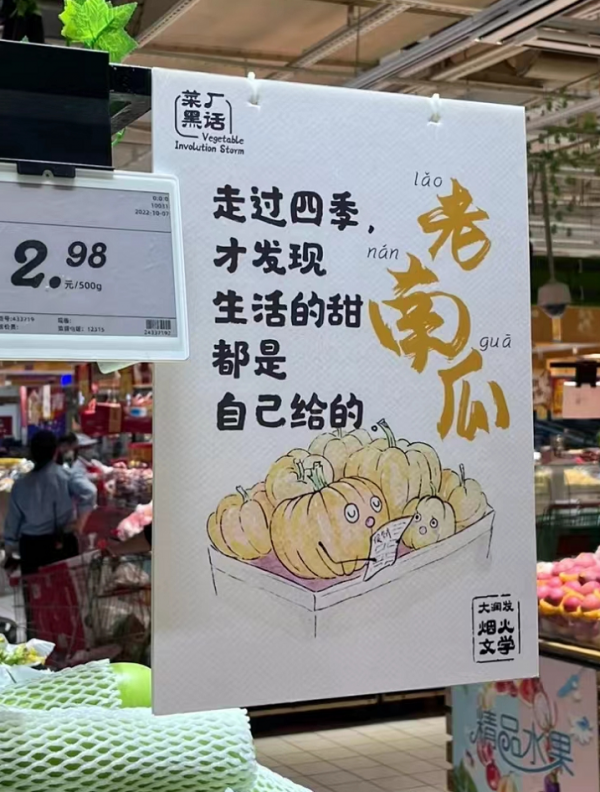 菜厂
黑话
Vegetable
Involution Storm
走过四季，
才发现
生活的甜
都是
自己给的
lǎo
老
nán
南
guā
瓜
大润发
烟火
文学
2.98
元/500g
精品水果